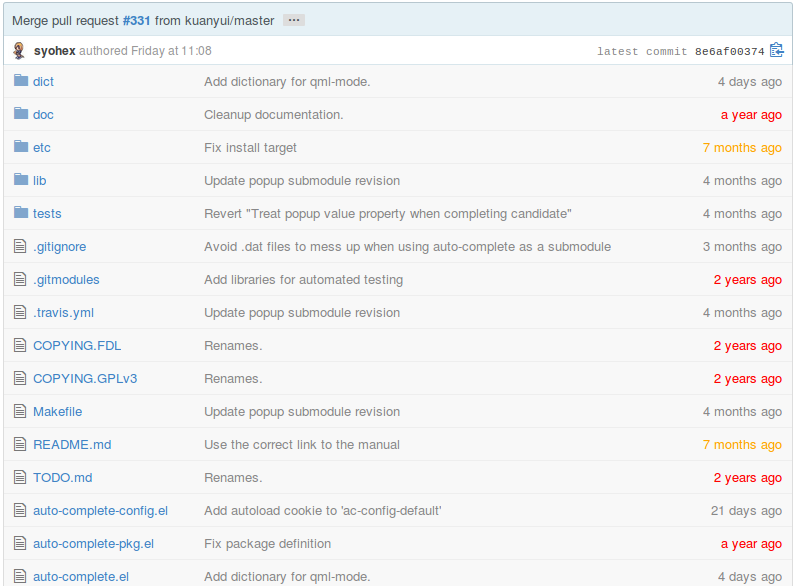 Merge pull request #331 from kuanyui/master ...
syohex authored Friday at 11:08 latest commit 8e6af00374
dict Add dictionary for qml-mode. 4 days ago
doc Cleanup documentation. a year ago
etc Fix install target 7 months ago
lib Update popup submodule revision 4 months ago
tests Revert "Treat popup value property when completing candidate" 4 months ago
.gitignore Avoid .dat files to mess up when using auto-complete as a submodule 3 months ago
.gitmodules Add libraries for automated testing 2 years ago
.travis.yml Update popup submodule revision 4 months ago
COPYING.FDL Renames. 2 years ago
COPYING.GPLv3 Renames. 2 years ago
Makefile Update popup submodule revision 4 months ago
README.md Use the correct link to the manual 7 months ago
TODO.md Renames. 2 years ago
auto-complete-config.el Add autoload cookie to 'ac-config-default' 21 days ago
auto-complete-pkg.el Fix package definition a year ago
auto-complete.el Add dictionary for qml-mode. 4 days ago